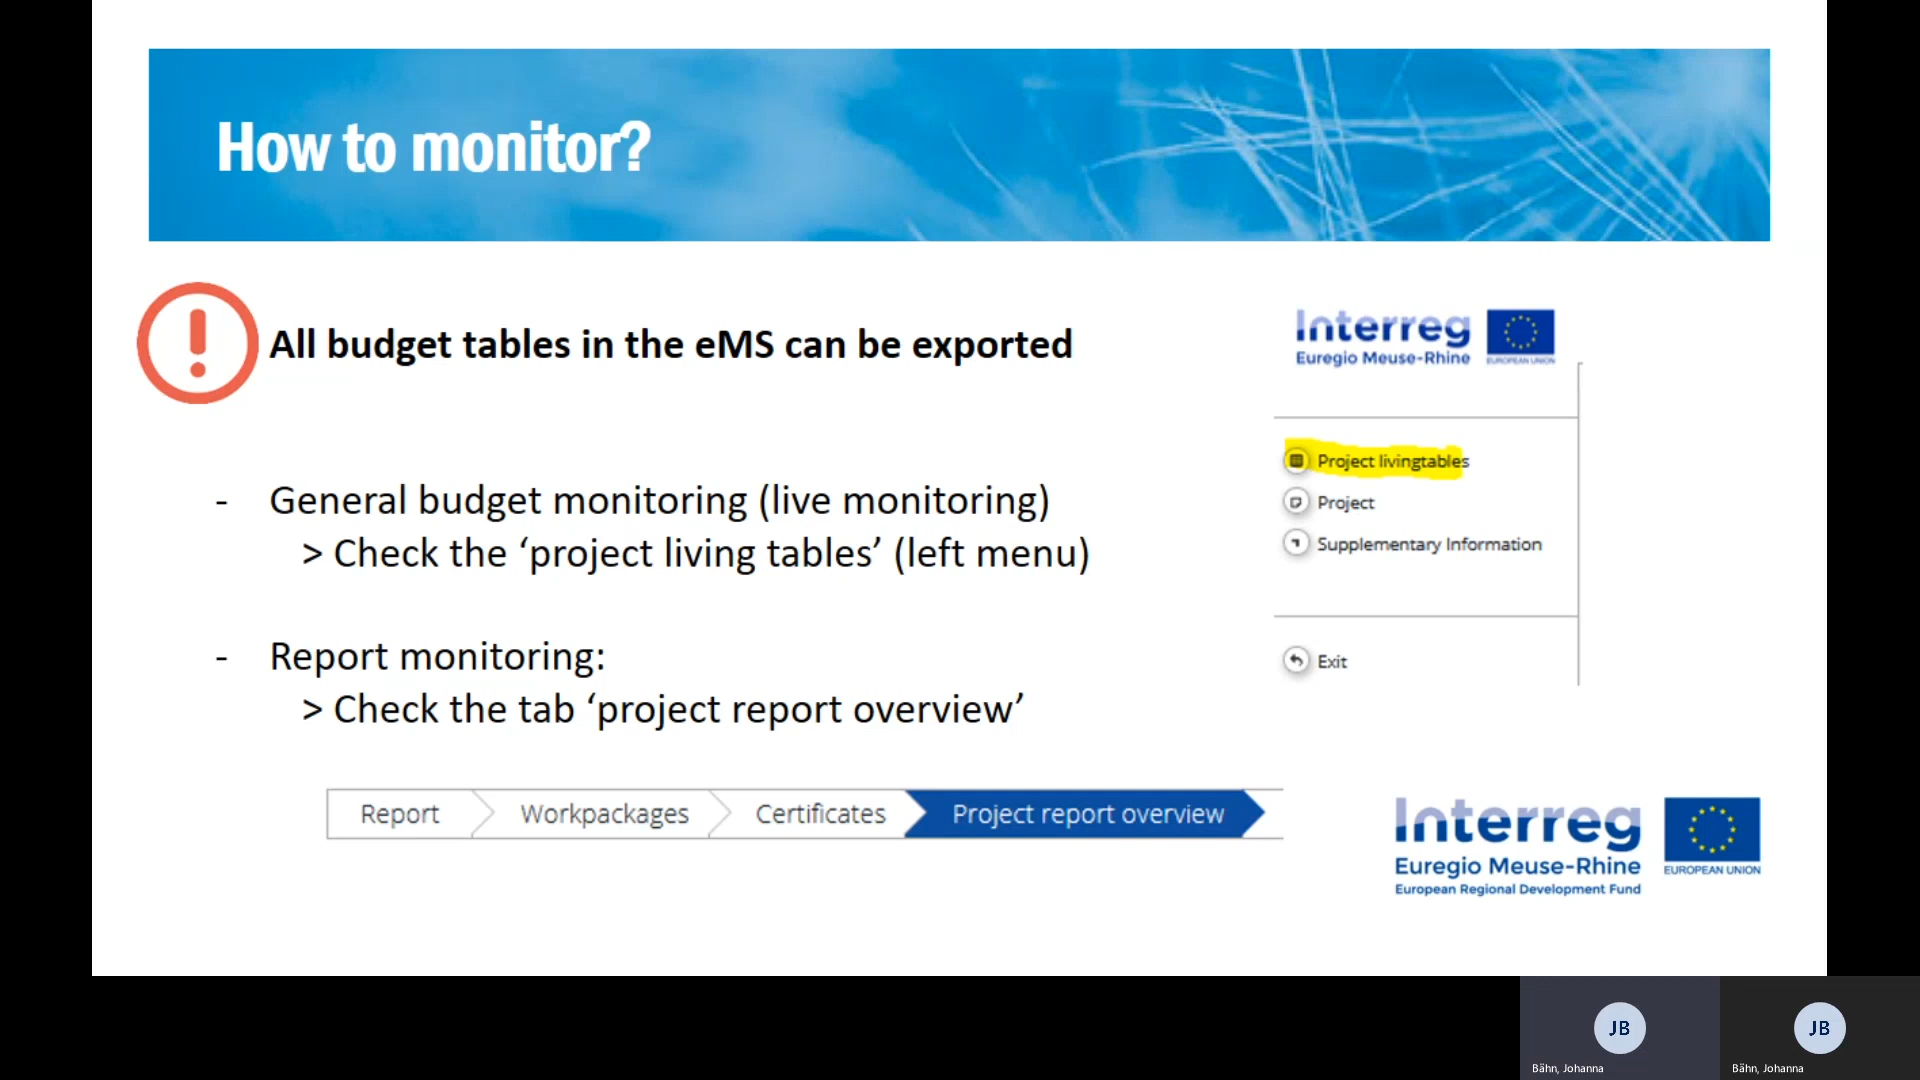 How to monitor?
All budget tables in the eMS can be exported
Interreg
Euregio Meuse-Rhine
EUROPEAN UNION
- General budget monitoring (live monitoring)
> Check the ‘project living tables’ (left menu)
- Report monitoring:
> Check the tab ‘project report overview’
Project livingtables
Project
Supplementary Information
Exit
Report
Workpackages
Certificates
Project report overview
Interreg
Euregio Meuse-Rhine
European Regional Development Fund
EUROPEAN UNION
JB
Bähn, Johanna
JB
Bähn, Johanna